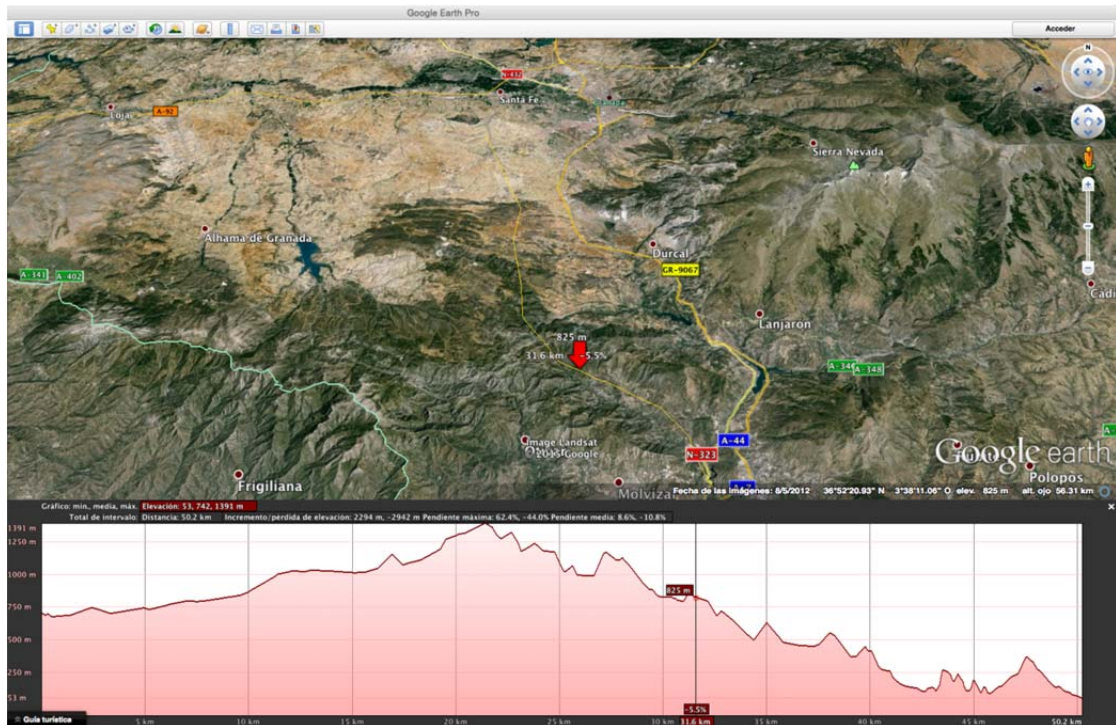 Google Earth Pro
Acceder
N
N-432
Santa Fe
Granada
Loja
A-92
Sierra Nevada
Alhama de Granada
Durcal
A-341
A-402
GR-9067
Lanjaron
825 m
31.6 km
-5.5%
A-346
A-348
Image Landsat
© 2015 Google
A-44
N-323
Google earth
Frigiliana
Molvizar
Polopos
Fecha de las imágenes: 8/5/2012 36°52'20.93" N 3°38'11.06" O elev. 825 m alt. ojo 56.31 km
Gráfico: mín., media, máx. Elevación: 53, 742, 1391 m
Total de intervalo: Distancia: 50.2 km Incremento/pérdida de elevación: 2294 m, -2942 m Pendiente máxima: 62.4%, -44.0% Pendiente media: 8.6%, -10.8%
1391 m
1250 m
1000 m
750 m
825 m
500 m
250 m
53 m
-5.5%
Guía turística
5 km
10 km
15 km
20 km
25 km
30 km
31.6 km
35 km
40 km
45 km
50.2 km